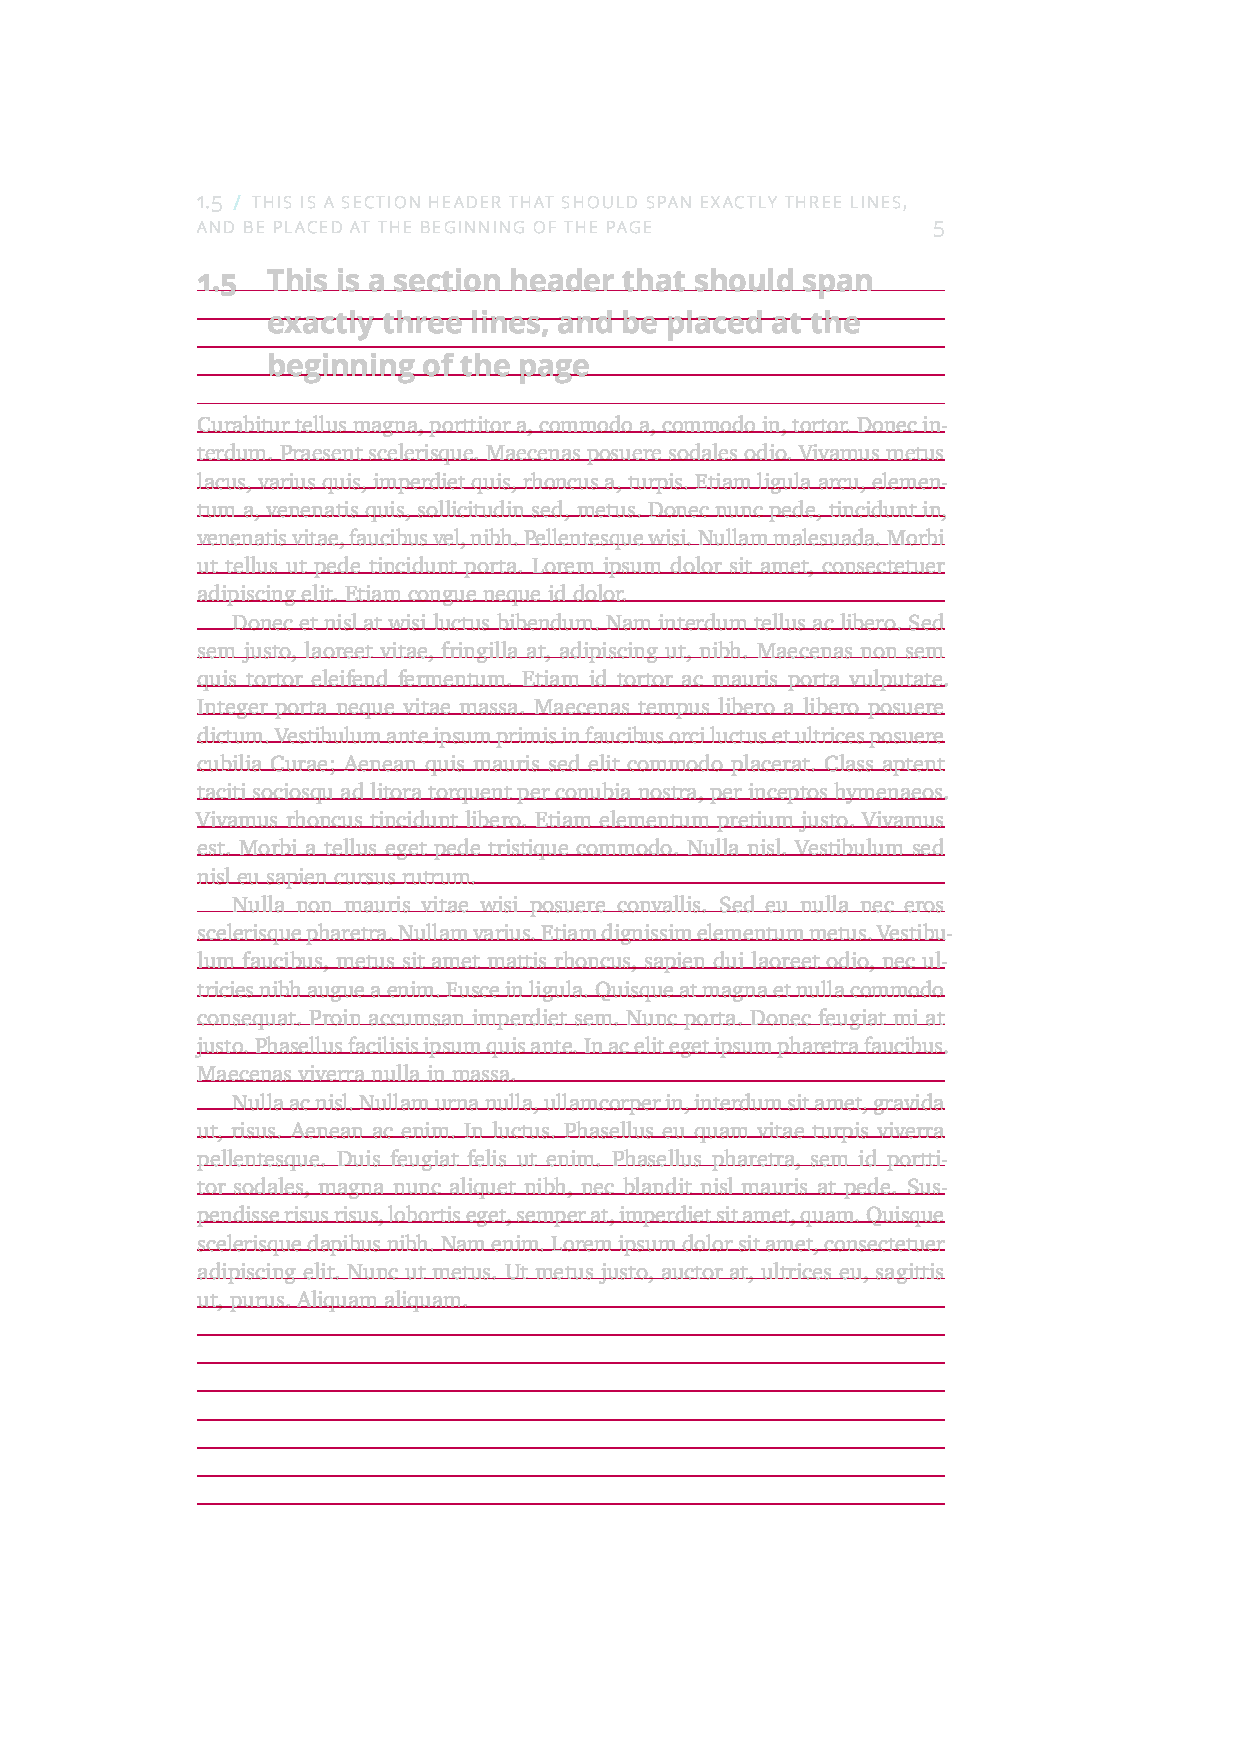 1.5 / THIS IS A SECTION HEADER THAT SHOULD SPAN EXACTLY THREE LINES,
AND BE PLACED AT THE BEGINNING OF THE PAGE 5
1.5 This is a section header that should span
exactly three lines, and be placed at the
beginning of the page
Curabitur tellus magna, porttitor a, commodo a, commodo in, tortor. Donec in-
terdum. Praesent scelerisque. Maecenas posuere sodales odio. Vivamus metus
lacus, varius quis, imperdiet quis, rhoncus a, turpis. Etiam ligula arcu, elemen-
tum a, venenatis quis, sollicitudin sed, metus. Donec nunc pede, tincidunt in,
venenatis vitae, faucibus vel, nibh. Pellentesque wisi. Nullam malesuada. Morbi
ut tellus ut pede tincidunt porta. Lorem ipsum dolor sit amet, consectetuer
adipiscing elit. Etiam congue neque id dolor.
Donec et nisl at wisi luctus bibendum. Nam interdum tellus ac libero. Sed
sem justo, laoreet vitae, fringilla at, adipiscing ut, nibh. Maecenas non sem
quis tortor eleifend fermentum. Etiam id tortor ac mauris porta vulputate.
Integer porta neque vitae massa. Maecenas tempus libero a libero posuere
dictum. Vestibulum ante ipsum primis in faucibus orci luctus et ultrices posuere
cubilia Curae; Aenean quis mauris sed elit commodo placerat. Class aptent
taciti sociosqu ad litora torquent per conubia nostra, per inceptos hymenaeos.
Vivamus rhoncus tincidunt libero. Etiam elementum pretium justo. Vivamus
est. Morbi a tellus eget pede tristique commodo. Nulla nisl. Vestibulum sed
nisl eu sapien cursus rutrum.
Nulla non mauris vitae wisi posuere convallis. Sed eu nulla nec eros
scelerisque pharetra. Nullam varius. Etiam dignissim elementum metus. Vestibu-
lum faucibus, metus sit amet mattis rhoncus, sapien dui laoreet odio, nec ul-
tricies nibh augue a enim. Fusce in ligula. Quisque at magna et nulla commodo
consequat. Proin accumsan imperdiet sem. Nunc porta. Donec feugiat mi at
justo. Phasellus facilisis ipsum quis ante. In ac elit eget ipsum pharetra faucibus.
Maecenas viverra nulla in massa.
Nulla ac nisl. Nullam urna nulla, ullamcorper in, interdum sit amet, gravida
ut, risus. Aenean ac enim. In luctus. Phasellus eu quam vitae turpis viverra
pellentesque. Duis feugiat felis ut enim. Phasellus pharetra, sem id portti-
tor sodales, magna nunc aliquet nibh, nec blandit nisl mauris at pede. Sus-
pendisse risus risus, lobortis eget, semper at, imperdiet sit amet, quam. Quisque
scelerisque dapibus nibh. Nam enim. Lorem ipsum dolor sit amet, consectetuer
adipiscing elit. Nunc ut metus. Ut metus justo, auctor at, ultrices eu, sagittis
ut, purus. Aliquam aliquam.